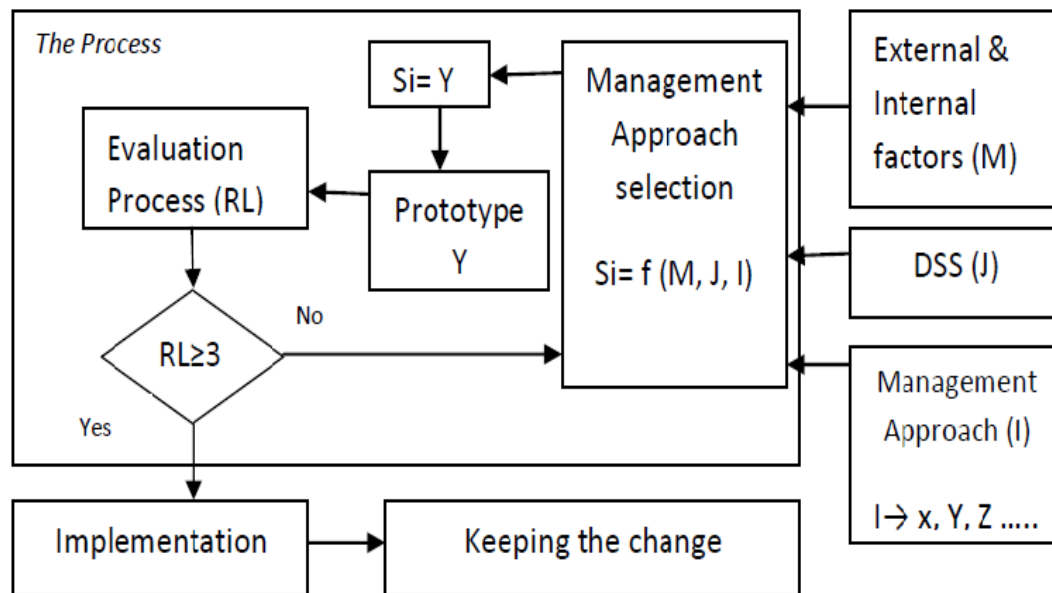 The Process
Si= Y
Management
Approach
selection
Si= f (M, J, I)
External &
Internal
factors (M)
Evaluation
Process (RL)
Prototype
Y
DSS (J)
RL≥3
No
Yes
Management
Approach (I)
I→ x, Y, Z .....
Implementation
Keeping the change